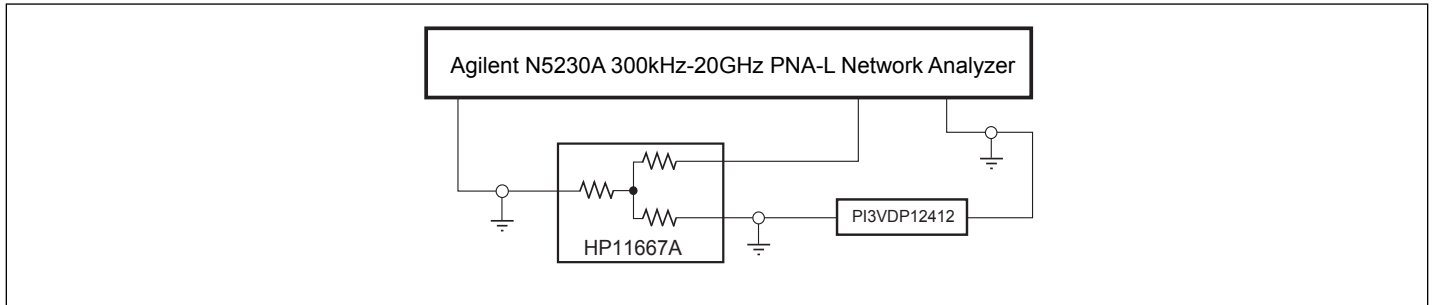 Agilent N5230A 300kHz-20GHz PNA-L Network Analyzer
PI3VDP12412
HP11667A